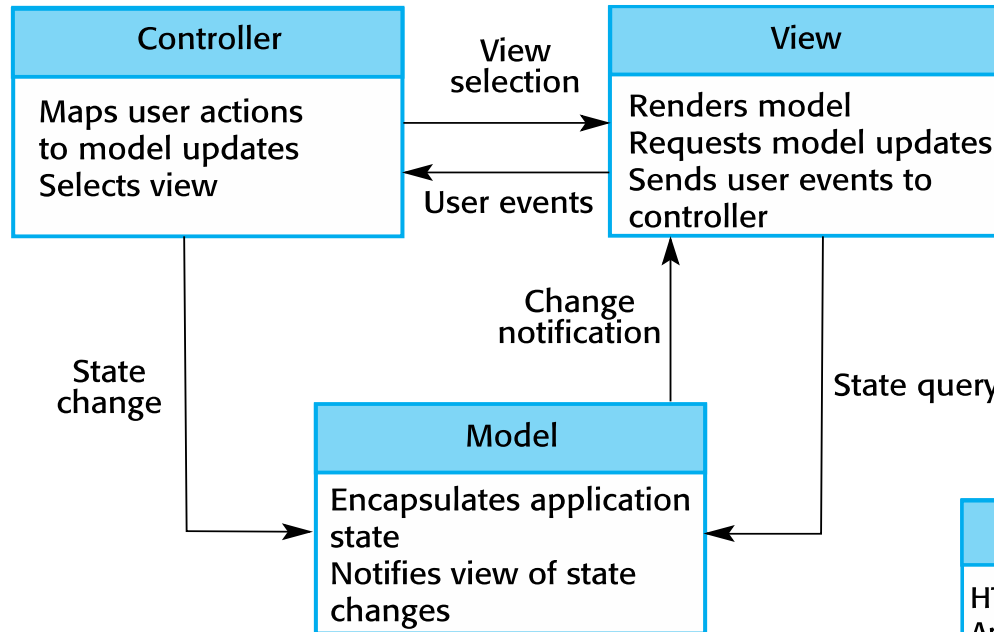 Controller
Maps user actions
to model updates
Selects view
View
selection
User events
View
Renders model
Requests model updates
Sends user events to
controller
State
change
Change
notification
State query
Model
Encapsulates application
state
Notifies view of state
changes